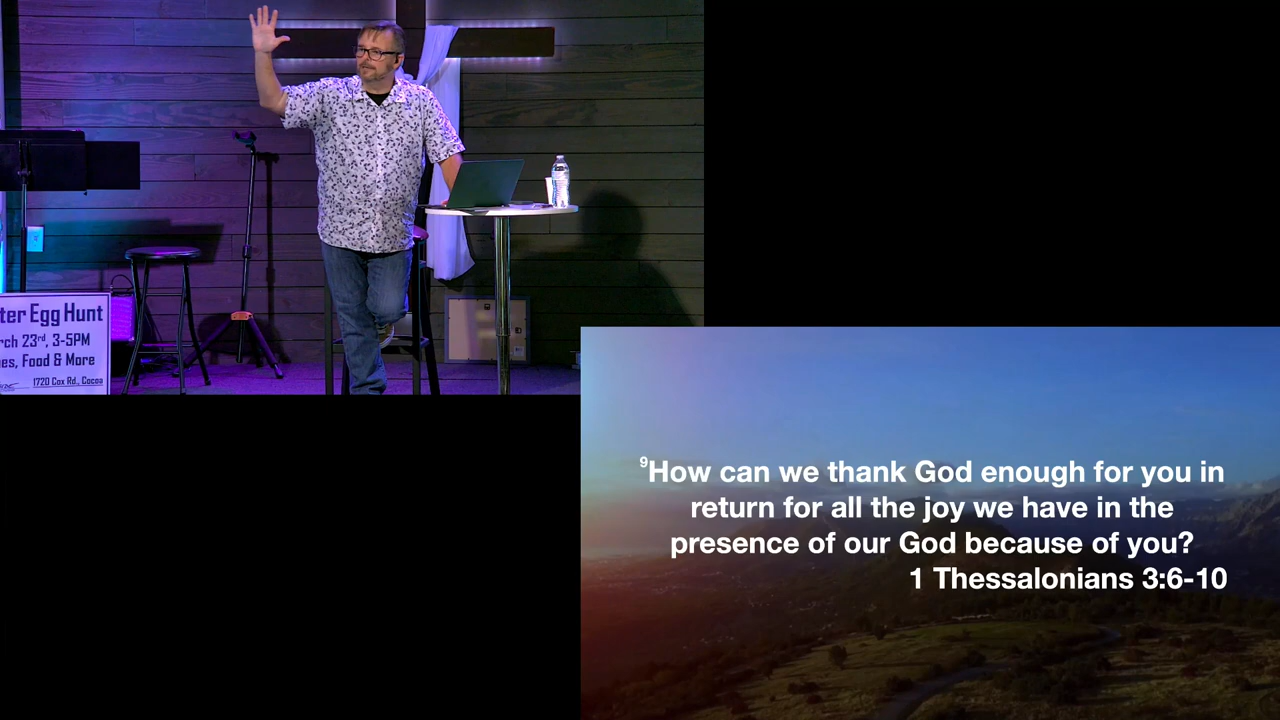 ter Egg Hunt
rch 23rd, 3-5PM
es, Food & More
1720 Cox Rd., Cocoa
9How can we thank God enough for you in
return for all the joy we have in the
presence of our God because of you?
1 Thessalonians 3:6-10